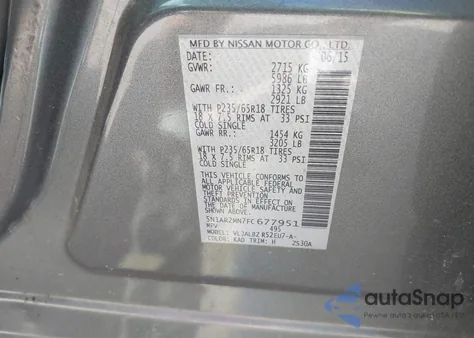 MFD BY NISSAN MOTOR CO., LTD.
DATE: 06/15
GVWR: 2715 KG
5986 LB
GAWR FR.: 1325 KG
2921 LB
WITH P235/65R18 TIRES
18 X 7.5 RIMS AT 33 PSI
COLD SINGLE
GAWR RR.: 1454 KG
3205 LB
WITH P235/65R18 TIRES
18 X 7.5 RIMS AT 33 PSI
COLD SINGLE
THIS VEHICLE CONFORMS TO
ALL APPLICABLE FEDERAL
MOTOR VEHICLE SAFETY
STANDARDS IN EFFECT ON
THE DATE OF MANUFACTURE
SHOWN ABOVE.
5N1AR2MN7FC677951
MPV 495
MODEL: VLJALBZ R52EU7-A-
COLOR: KAD TRIM: H 2S30A
autoSnap